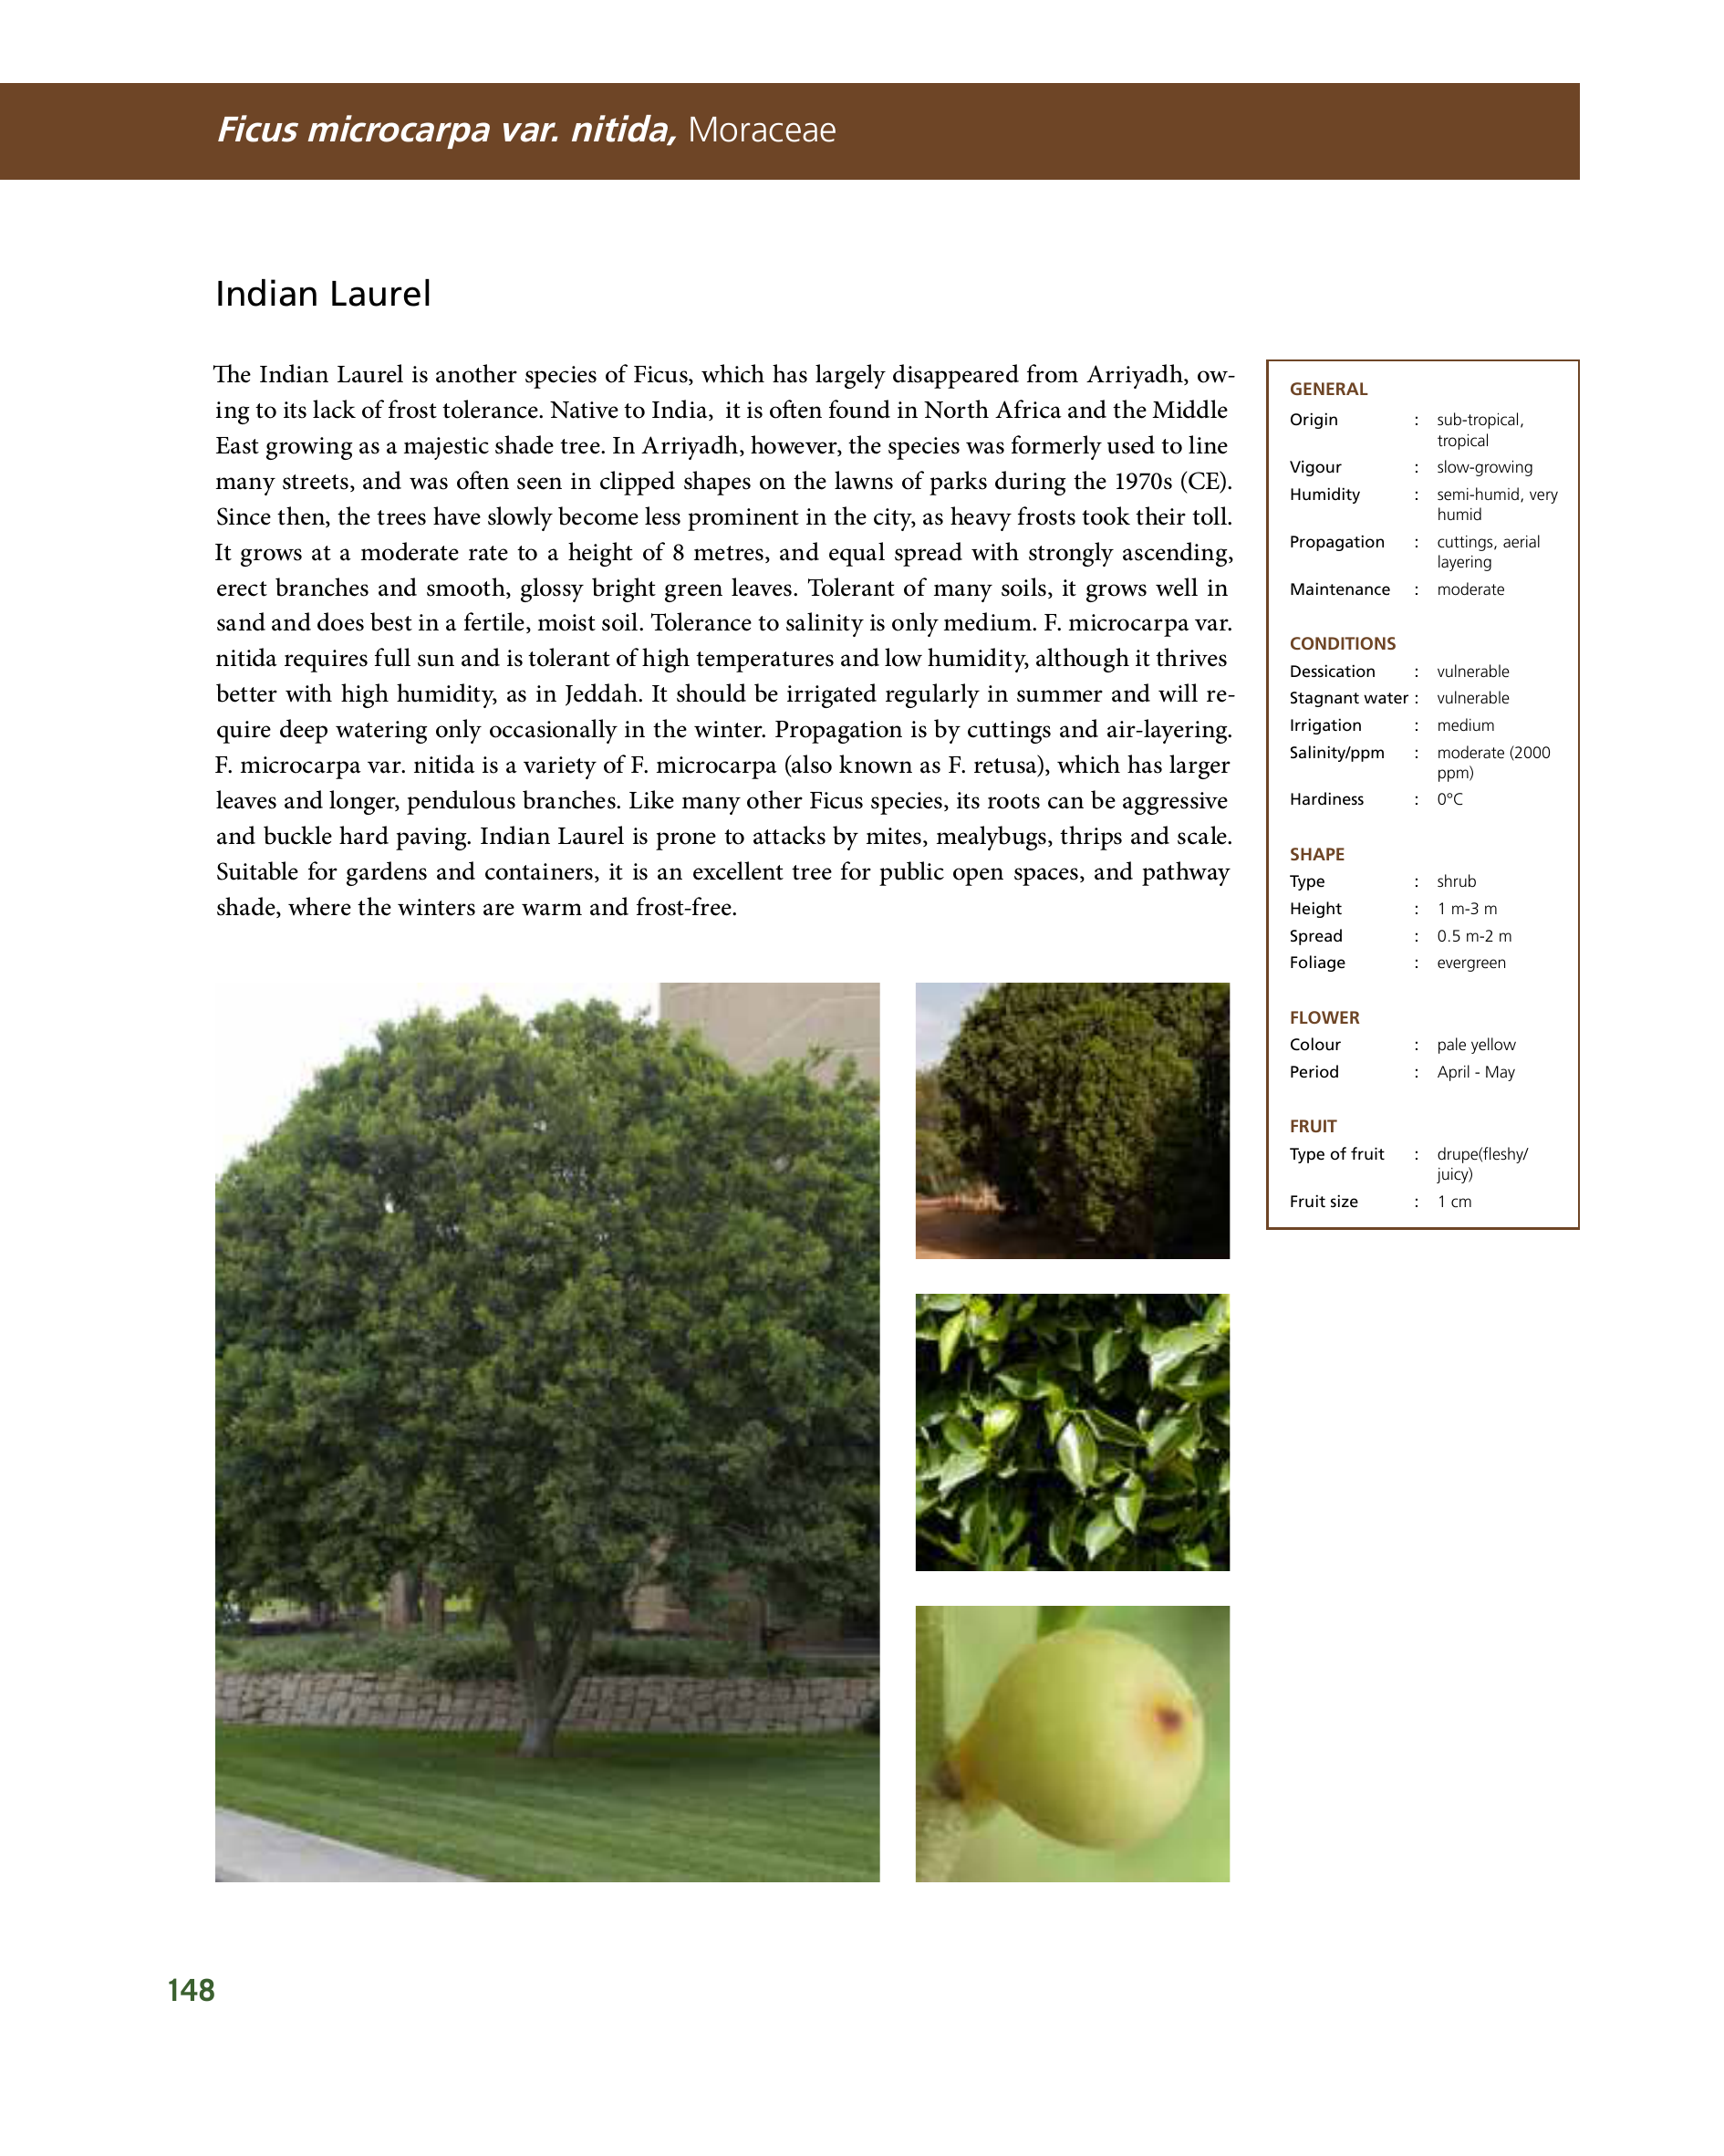 Ficus microcarpa var. nitida, Moraceae
Indian Laurel
The Indian Laurel is another species of Ficus, which has largely disappeared from Arriyadh, ow-
ing to its lack of frost tolerance. Native to India,  it is often found in North Africa and the Middle
East growing as a majestic shade tree. In Arriyadh, however, the species was formerly used to line
many streets, and was often seen in clipped shapes on the lawns of parks during the 1970s (CE).
Since then, the trees have slowly become less prominent in the city, as heavy frosts took their toll.
It grows at a moderate rate to a height of 8 metres, and equal spread with strongly ascending,
erect branches and smooth, glossy bright green leaves. Tolerant of many soils, it grows well in
sand and does best in a fertile, moist soil. Tolerance to salinity is only medium. F. microcarpa var.
nitida requires full sun and is tolerant of high temperatures and low humidity, although it thrives
better with high humidity, as in Jeddah. It should be irrigated regularly in summer and will re-
quire deep watering only occasionally in the winter. Propagation is by cuttings and air-layering.
F. microcarpa var. nitida is a variety of F. microcarpa (also known as F. retusa), which has larger
leaves and longer, pendulous branches. Like many other Ficus species, its roots can be aggressive
and buckle hard paving. Indian Laurel is prone to attacks by mites, mealybugs, thrips and scale.
Suitable for gardens and containers, it is an excellent tree for public open spaces, and pathway
shade, where the winters are warm and frost-free.
GENERAL
Origin : sub-tropical,
tropical
Vigour : slow-growing
Humidity : semi-humid, very
humid
Propagation : cuttings, aerial
layering
Maintenance : moderate
CONDITIONS
Dessication : vulnerable
Stagnant water : vulnerable
Irrigation : medium
Salinity/ppm : moderate (2000
ppm)
Hardiness : 0°C
SHAPE
Type : shrub
Height : 1 m-3 m
Spread : 0.5 m-2 m
Foliage : evergreen
FLOWER
Colour : pale yellow
Period : April - May
FRUIT
Type of fruit : drupe(fleshy/
juicy)
Fruit size : 1 cm
148